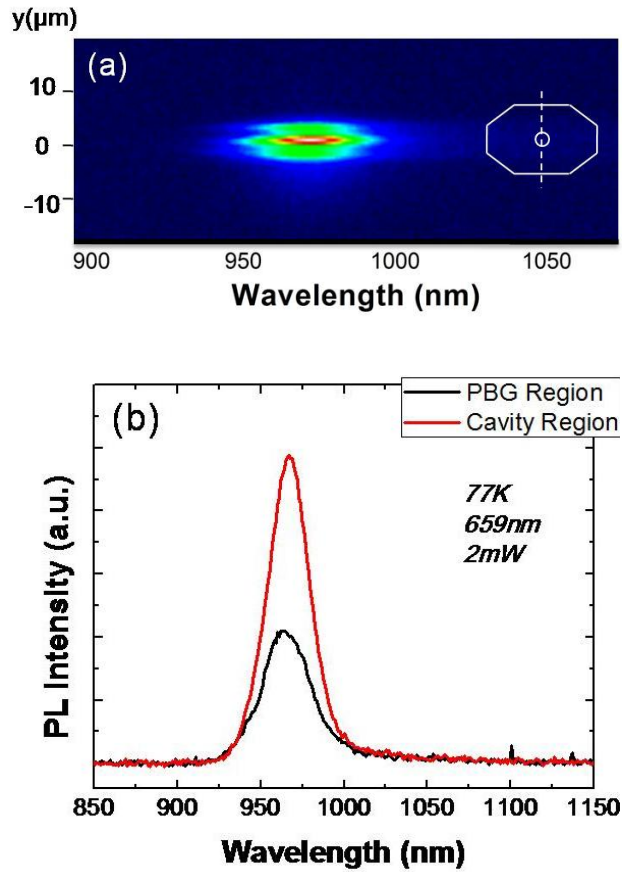 y(μm)
(a)
10
0
-10
900 950 1000 1050
Wavelength (nm)
(b)
PBG Region
Cavity Region
77K
659nm
2mW
PL Intensity (a.u.)
850 900 950 1000 1050 1100 1150
Wavelength (nm)